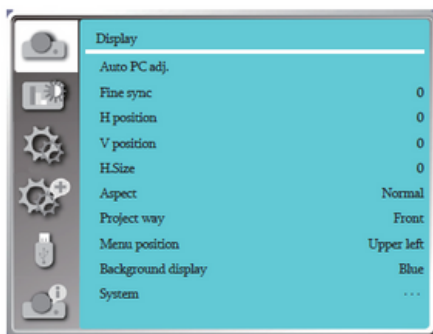 Display
Auto PC adj.
Fine sync 0
H position 0
V position 0
H.Size 0
Aspect Normal
Project way Front
Menu position Upper left
Background display Blue
System ...